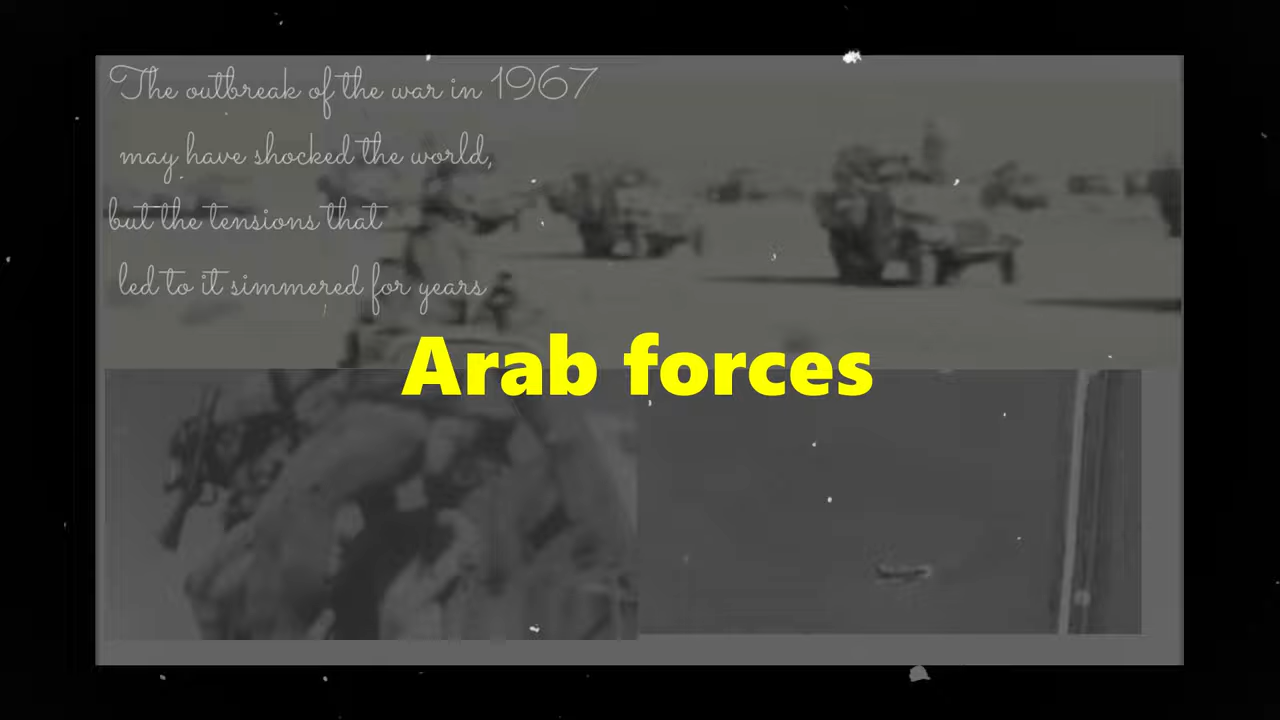 The outbreak of the war in 1967
may have shocked the world,
but the tensions that
led to it simmered for years
Arab forces